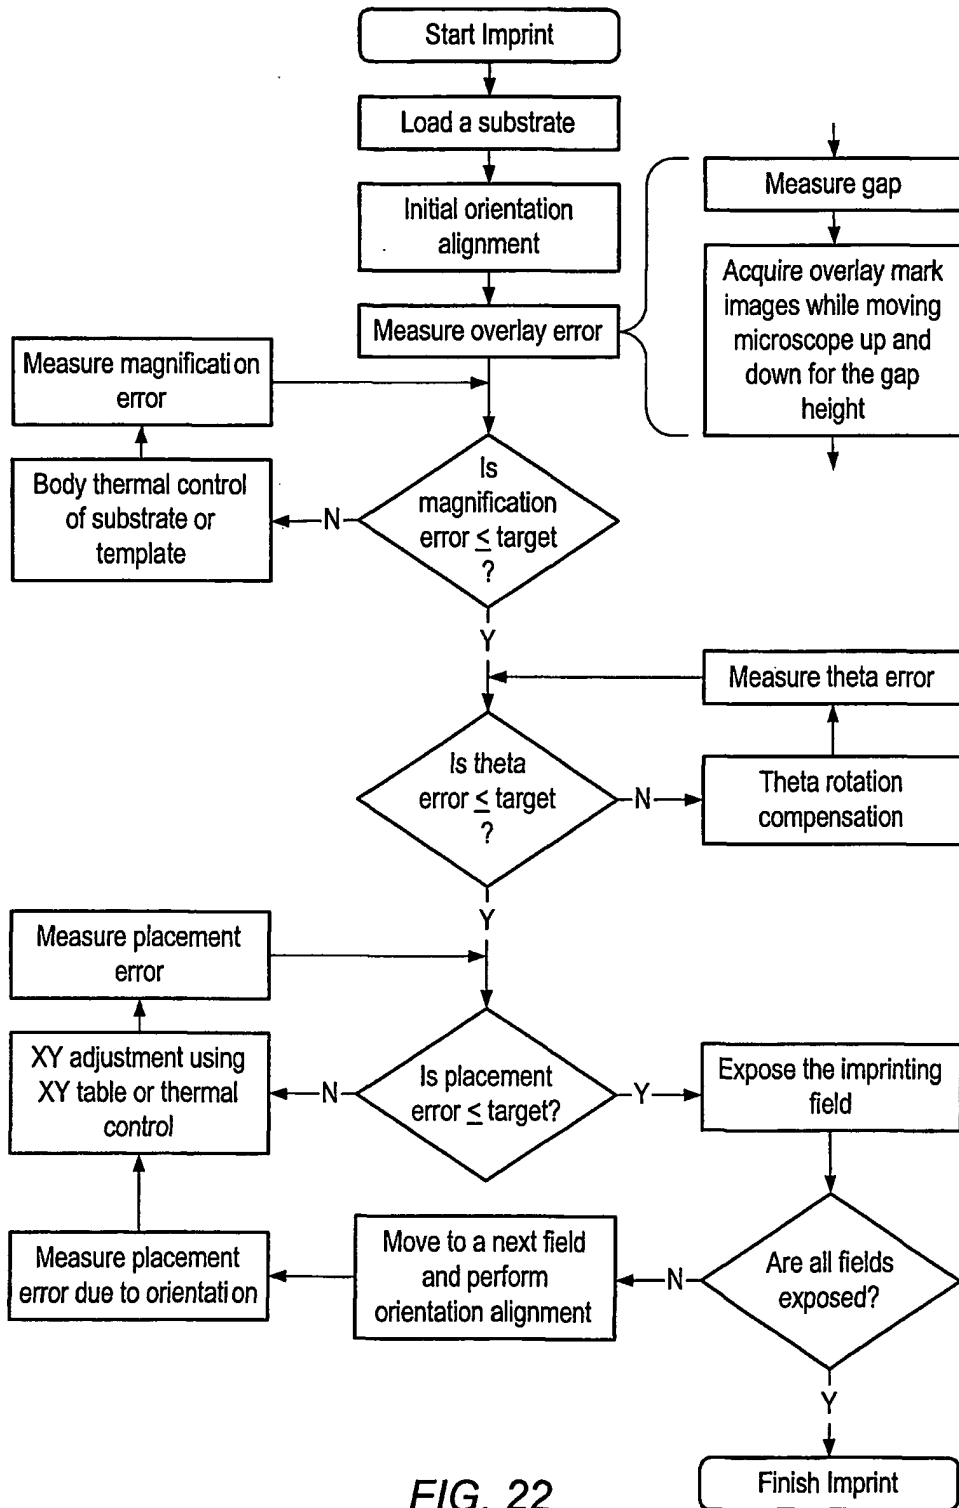 Start Imprint
Load a substrate
Initial orientation
alignment
Measure overlay error
Measure gap
Acquire overlay mark
images while moving
microscope up and
down for the gap
height
Measure magnification
error
Body thermal control
of substrate or
template
N
Is
magnification
error ≤ target
?
Y
Measure theta error
Is theta
error ≤ target
?
N
Theta rotation
compensation
Y
Measure placement
error
XY adjustment using
XY table or thermal
control
N
Is placement
error ≤ target?
Y
Expose the imprinting
field
Measure placement
error due to orientation
Move to a next field
and perform
orientation alignment
N
Are all fields
exposed?
Y
Finish Imprint
FIG. 22